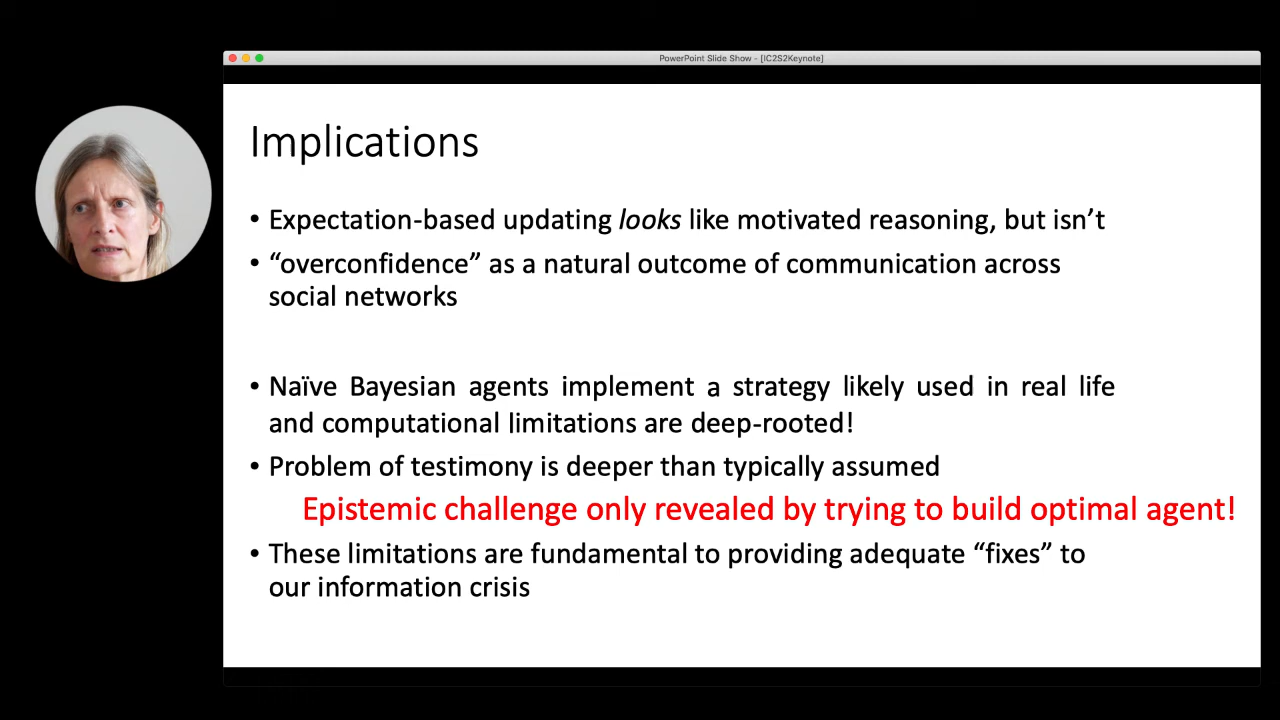 PowerPoint Slide Show - [IC2S2Keynote]
Implications
• Expectation-based updating looks like motivated reasoning, but isn’t
• “overconfidence” as a natural outcome of communication across
social networks
• Naïve Bayesian agents implement a strategy likely used in real life
and computational limitations are deep-rooted!
• Problem of testimony is deeper than typically assumed
Epistemic challenge only revealed by trying to build optimal agent!
• These limitations are fundamental to providing adequate “fixes” to
our information crisis